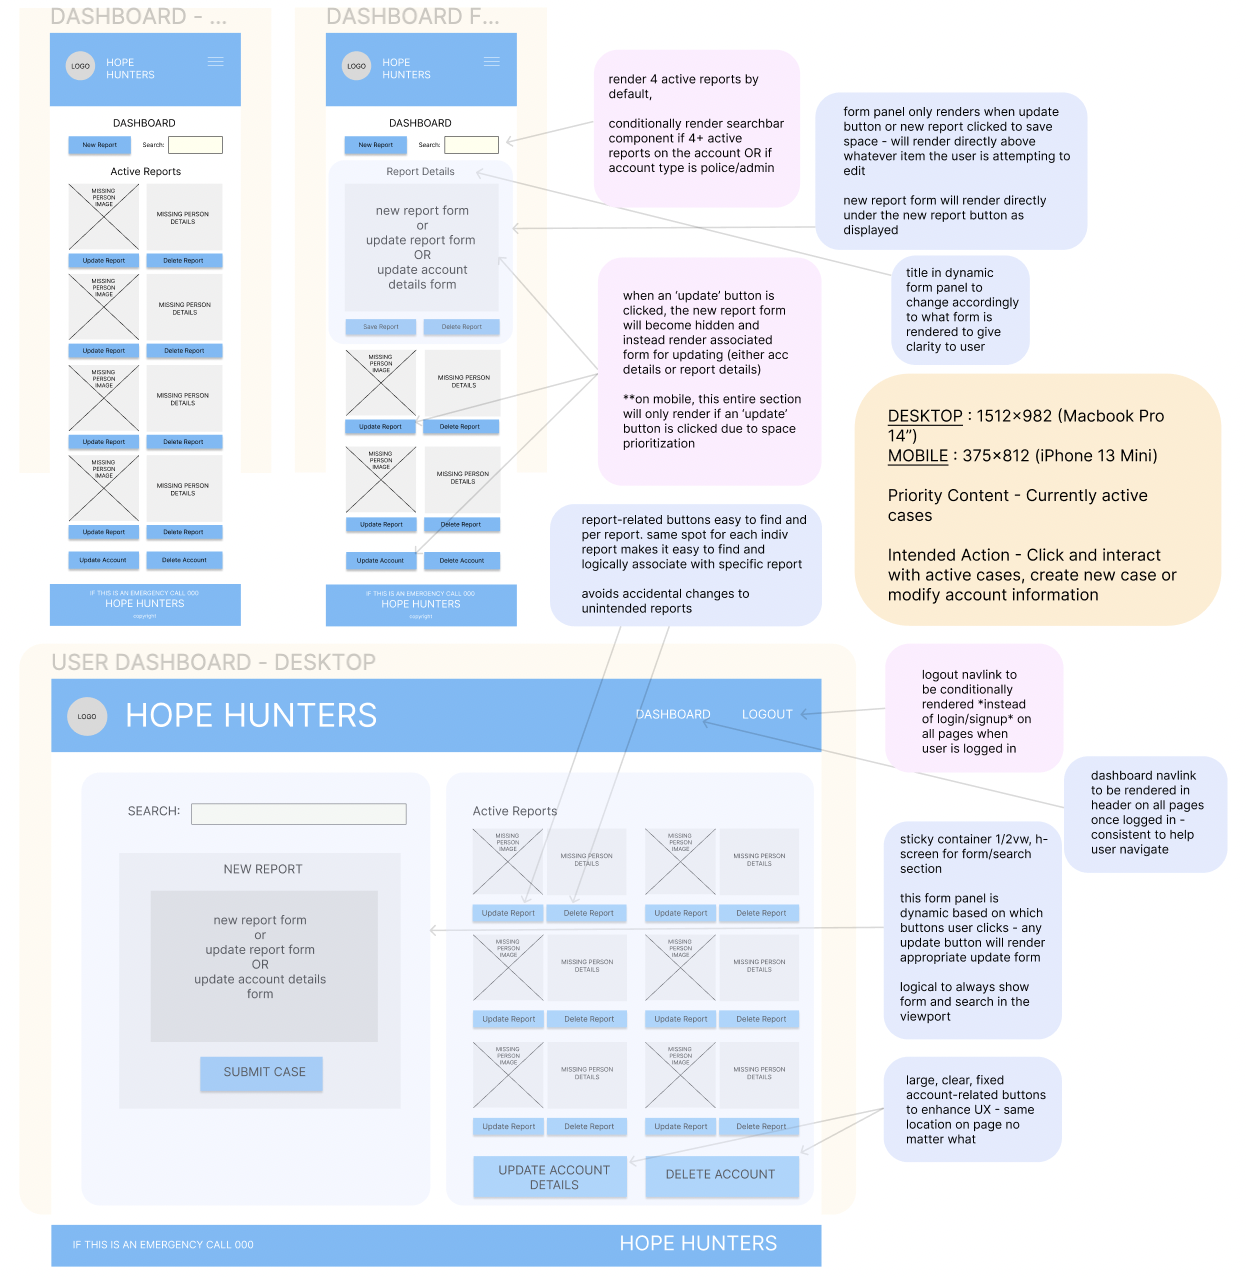 DASHBOARD - ...
LOGO
HOPE
HUNTERS
DASHBOARD
New Report
Search:
Active Reports
MISSING
PERSON
IMAGE
MISSING PERSON
DETAILS
Update Report
Delete Report
MISSING
PERSON
IMAGE
MISSING PERSON
DETAILS
Update Report
Delete Report
MISSING
PERSON
IMAGE
MISSING PERSON
DETAILS
Update Report
Delete Report
MISSING
PERSON
IMAGE
MISSING PERSON
DETAILS
Update Report
Delete Report
Update Account
Delete Account
IF THIS IS AN EMERGENCY CALL 000
HOPE HUNTERS
copyright
DASHBOARD F...
LOGO
HOPE
HUNTERS
DASHBOARD
New Report
Search:
Report Details
new report form
or
update report form
OR
update account
details form
Save Report
Delete Report
MISSING
PERSON
IMAGE
MISSING PERSON
DETAILS
Update Report
Delete Report
MISSING
PERSON
IMAGE
MISSING PERSON
DETAILS
Update Report
Delete Report
Update Account
Delete Account
IF THIS IS AN EMERGENCY CALL 000
HOPE HUNTERS
copyright
render 4 active reports by
default,
conditionally render searchbar
component if 4+ active
reports on the account OR if
account type is police/admin
form panel only renders when update
button or new report clicked to save
space - will render directly above
whatever item the user is attempting to
edit
new report form will render directly
under the new report button as
displayed
title in dynamic
form panel to
change accordingly
to what form is
rendered to give
clarity to user
when an ‘update’ button is
clicked, the new report form
will become hidden and
instead render associated
form for updating (either acc
details or report details)
**on mobile, this entire section
will only render if an ‘update’
button is clicked due to space
prioritization
DESKTOP : 1512×982 (Macbook Pro
14”)
MOBILE : 375×812 (iPhone 13 Mini)
Priority Content - Currently active
cases
Intended Action - Click and interact
with active cases, create new case or
modify account information
report-related buttons easy to find and
per report. same spot for each indiv
report makes it easy to find and
logically associate with specific report
avoids accidental changes to
unintended reports
USER DASHBOARD - DESKTOP
LOGO
HOPE HUNTERS
DASHBOARD
LOGOUT
SEARCH:
NEW REPORT
new report form
or
update report form
OR
update account details
form
SUBMIT CASE
Active Reports
MISSING
PERSON
IMAGE
MISSING PERSON
DETAILS
MISSING
PERSON
IMAGE
MISSING PERSON
DETAILS
Update Report
Delete Report
Update Report
Delete Report
MISSING
PERSON
IMAGE
MISSING PERSON
DETAILS
MISSING
PERSON
IMAGE
MISSING PERSON
DETAILS
Update Report
Delete Report
Update Report
Delete Report
MISSING
PERSON
IMAGE
MISSING PERSON
DETAILS
MISSING
PERSON
IMAGE
MISSING PERSON
DETAILS
Update Report
Delete Report
Update Report
Delete Report
UPDATE ACCOUNT
DETAILS
DELETE ACCOUNT
IF THIS IS AN EMERGENCY CALL 000
HOPE HUNTERS
logout navlink to
be conditionally
rendered *instead
of login/signup* on
all pages when
user is logged in
dashboard navlink
to be rendered in
header on all pages
once logged in -
consistent to help
user navigate
sticky container 1/2vw, h-
screen for form/search
section
this form panel is
dynamic based on which
buttons user clicks - any
update button will render
appropriate update form
logical to always show
form and search in the
viewport
large, clear, fixed
account-related buttons
to enhance UX - same
location on page no
matter what